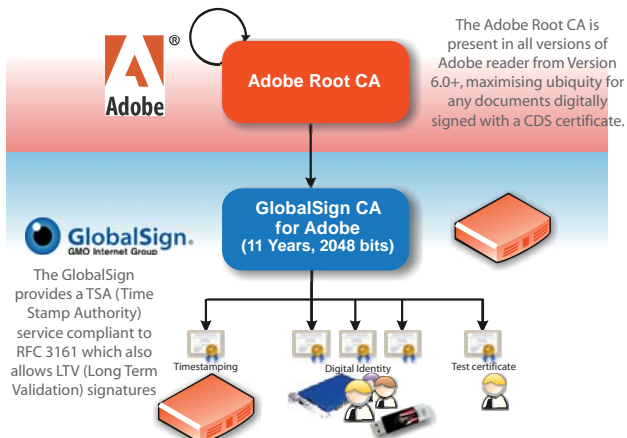 Adobe
®
Adobe Root CA
The Adobe Root CA is
present in all versions of
Adobe reader from Version
6.0+, maximising ubiquity for
any documents digitally
signed with a CDS certificate.
GlobalSign CA
for Adobe
(11 Years, 2048 bits)
GlobalSign.
GMO Internet Group
The GlobalSign
provides a TSA (Time
Stamp Authority)
service compliant to
RFC 3161 which also
allows LTV (Long Term
Validation) signatures
Timestamping
Digital Identity
Test certificate